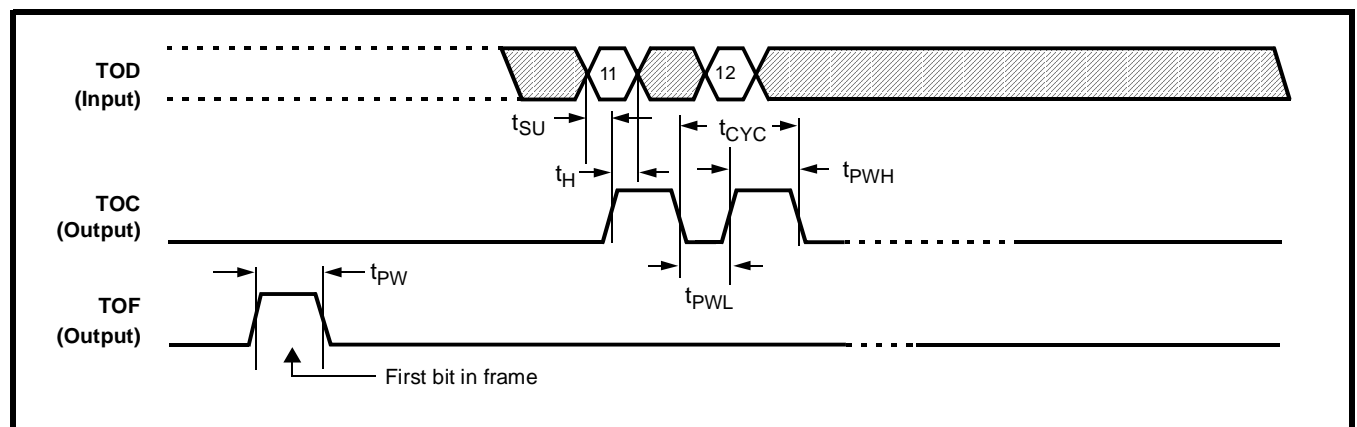 TOD
(Input)
11
12
tSU
tCYC
tH
tPWH
TOC
(Output)
tPW
tPWL
TOF
(Output)
First bit in frame